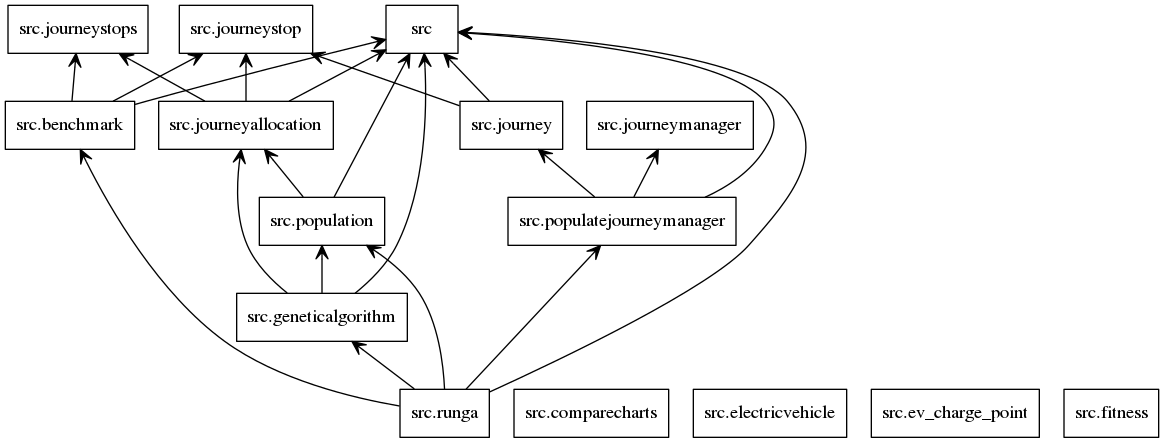 src.journeystops
src.journeystop
src
src.benchmark
src.journeyallocation
src.journey
src.journeymanager
src.population
src.populatejourneymanager
src.geneticalgorithm
src.runga
src.comparecharts
src.electricvehicle
src.ev_charge_point
src.fitness